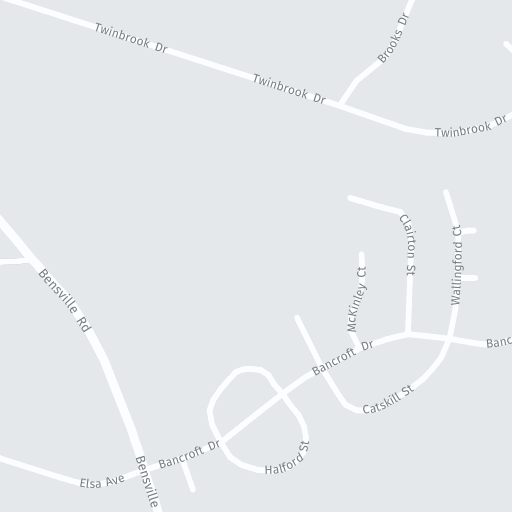 Twinbrook Dr
Brooks Dr
Twinbrook Dr
Twinbrook Dr
Clairton St
Wallingford Ct
McKinley Ct
Bensville Rd
Bancroft Dr
Banc
Catskill St
Bancroft Dr
Halford St
Elsa Ave
Bensville